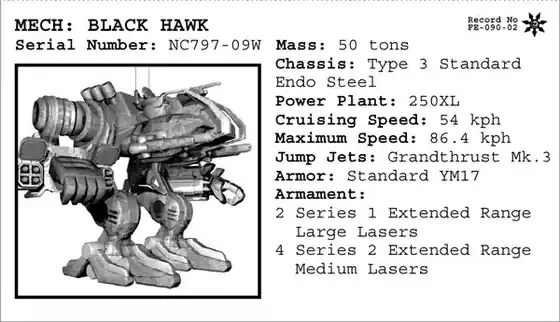 MECH: BLACK HAWK
Serial Number: NC797-09W
Record No
FE-090-02
Mass: 50 tons
Chassis: Type 3 Standard
Endo Steel
Power Plant: 250XL
Cruising Speed: 54 kph
Maximum Speed: 86.4 kph
Jump Jets: Grandthrust Mk.3
Armor: Standard YM17
Armament:
2 Series 1 Extended Range
Large Lasers
4 Series 2 Extended Range
Medium Lasers